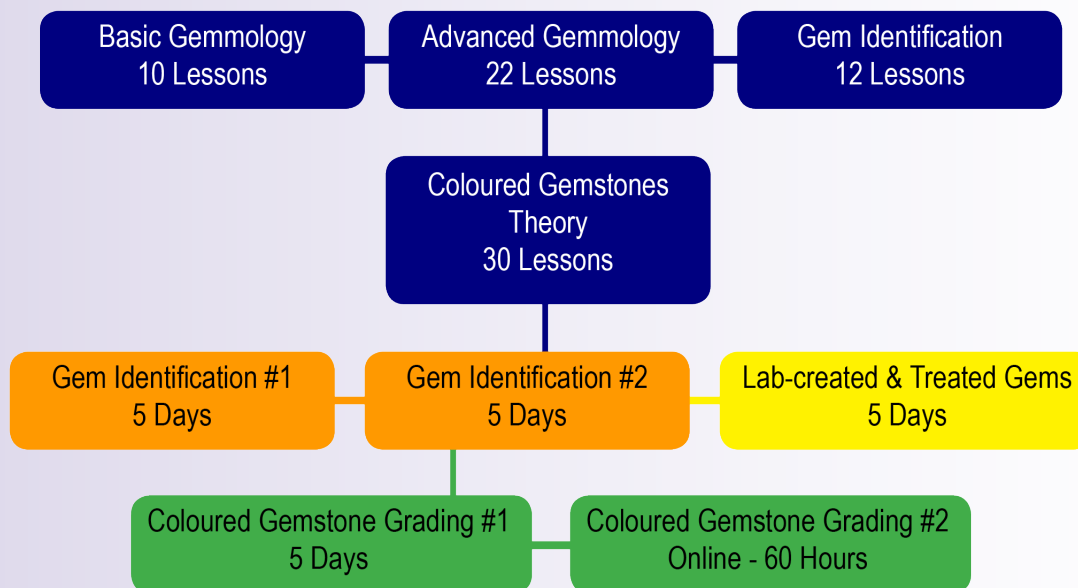 Basic Gemmology
10 Lessons
Advanced Gemmology
22 Lessons
Gem Identification
12 Lessons
Coloured Gemstones
Theory
30 Lessons
Gem Identification #1
5 Days
Gem Identification #2
5 Days
Lab-created & Treated Gems
5 Days
Coloured Gemstone Grading #1
5 Days
Coloured Gemstone Grading #2
Online - 60 Hours